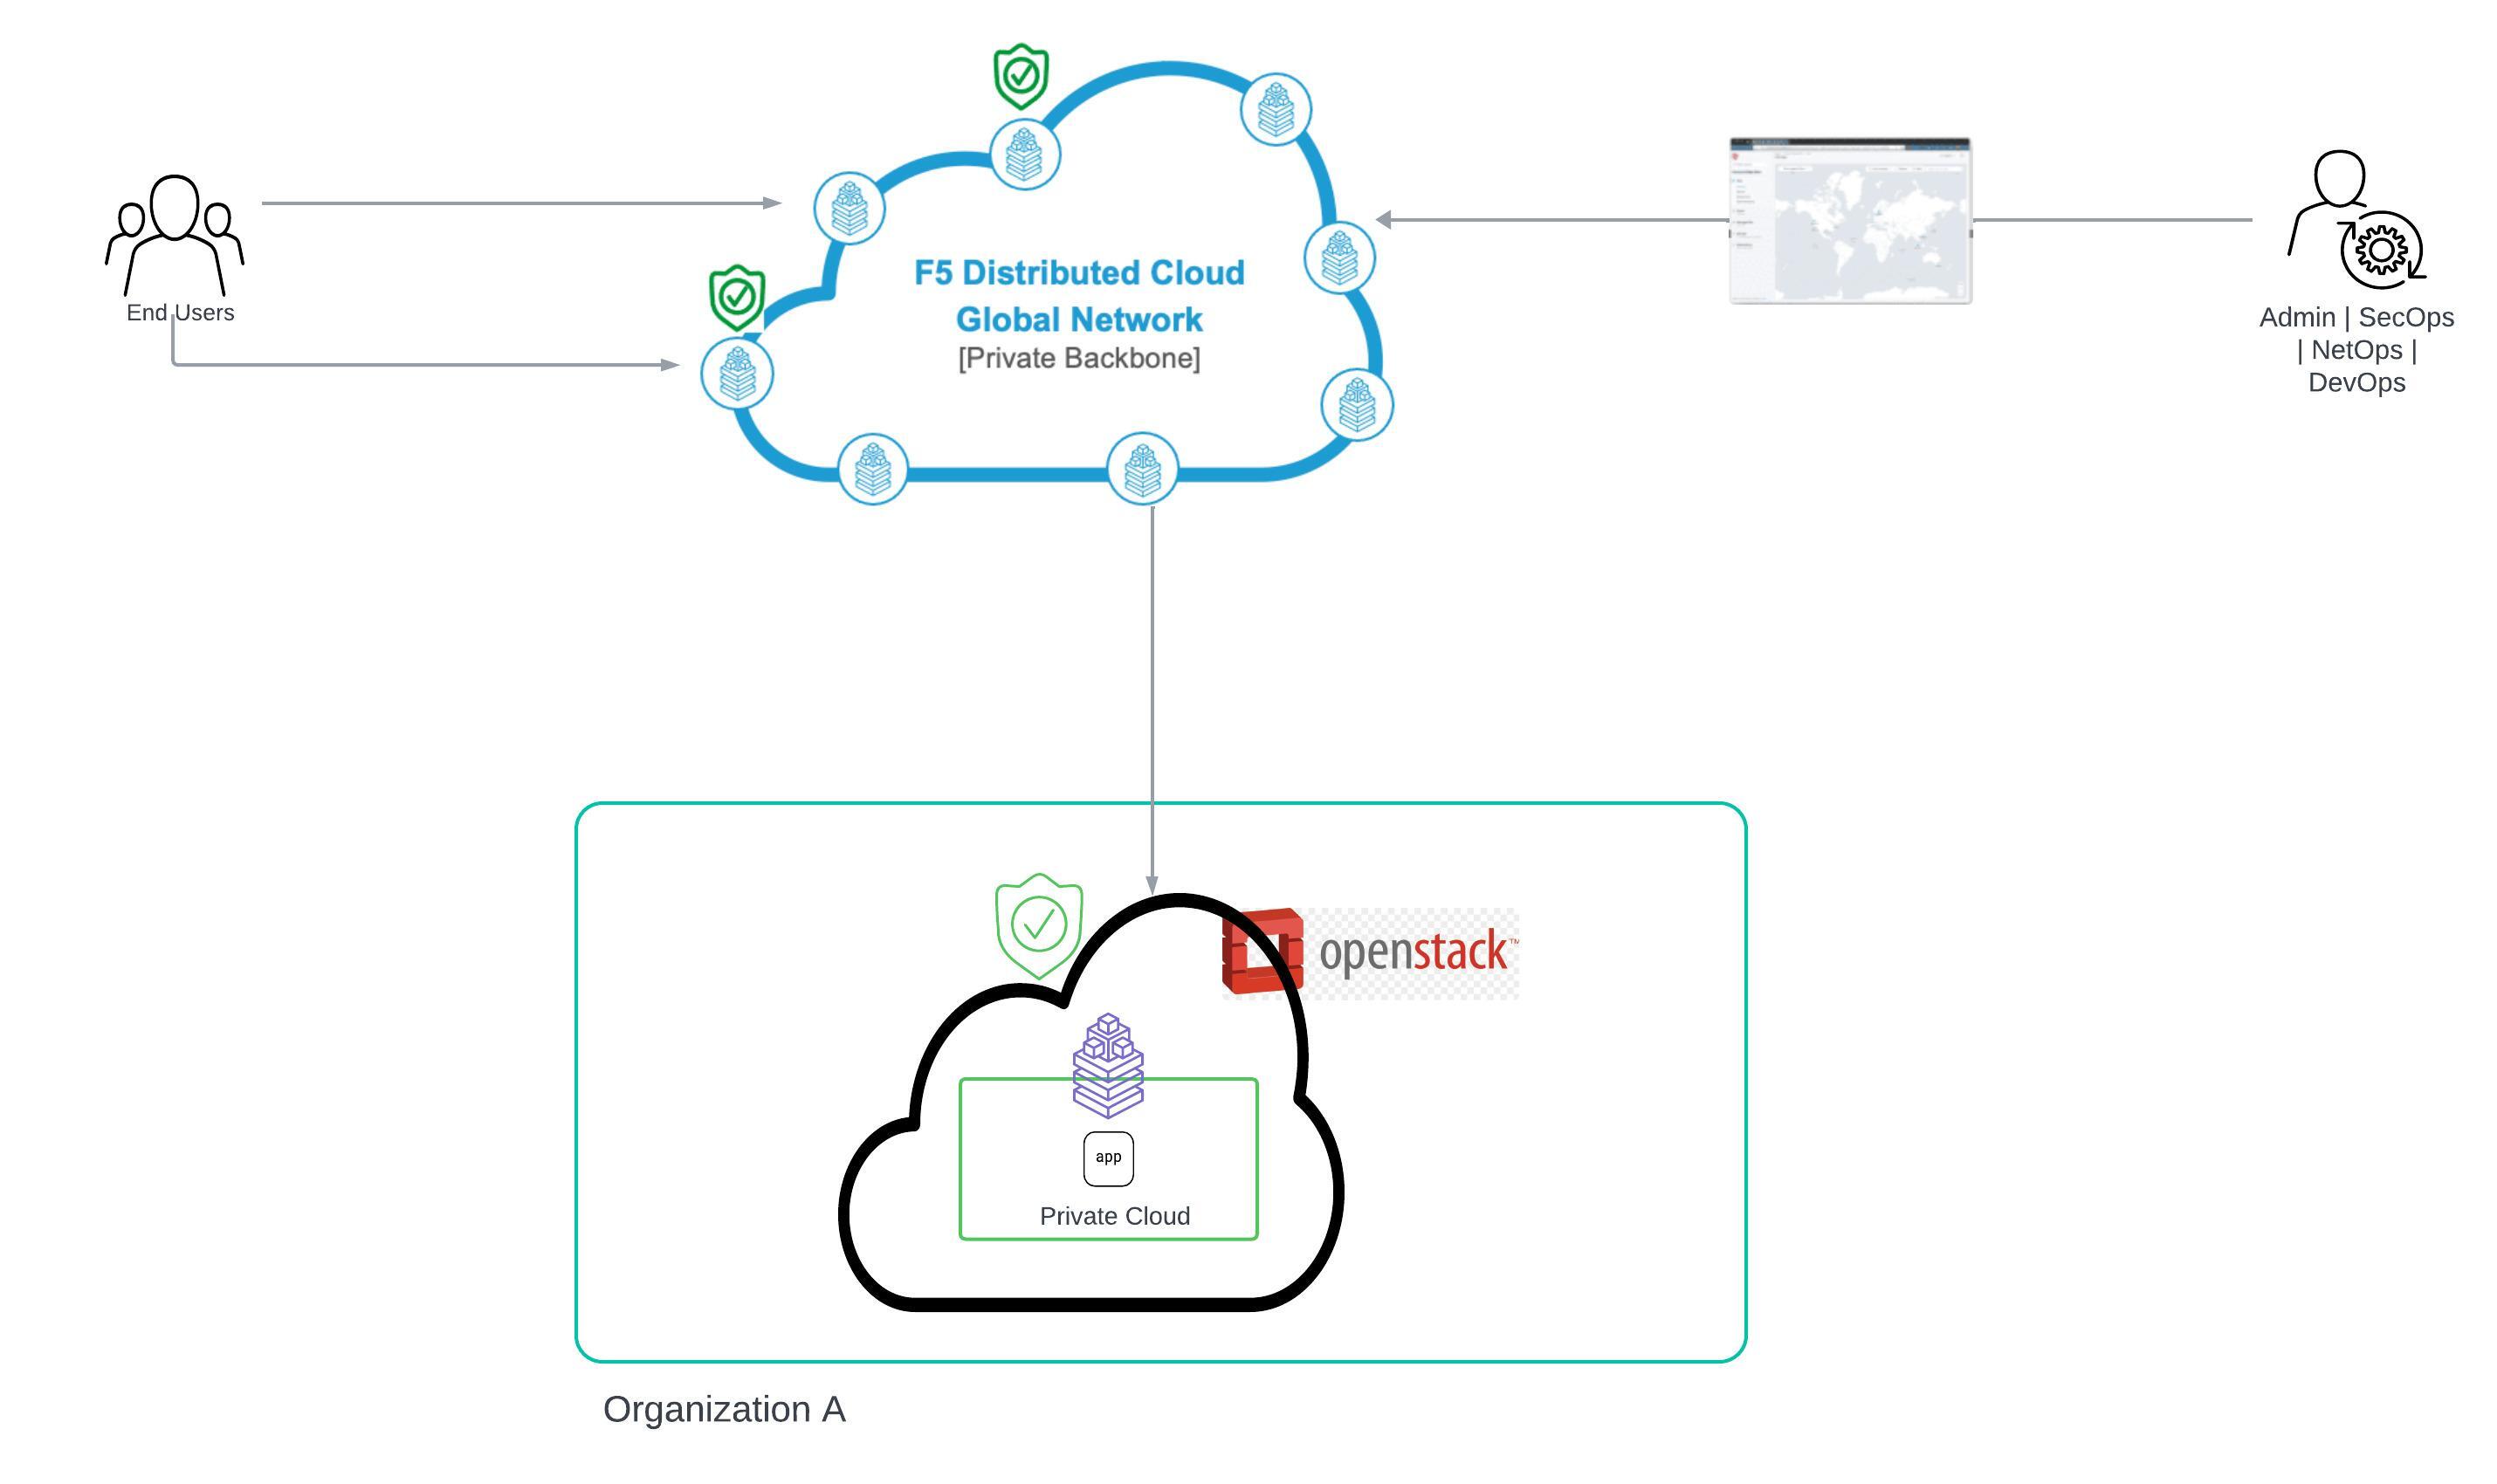 End Users
F5 Distributed Cloud
Global Network
[Private Backbone]
Admin | SecOps
| NetOps |
DevOps
openstack™
app
Private Cloud
Organization A